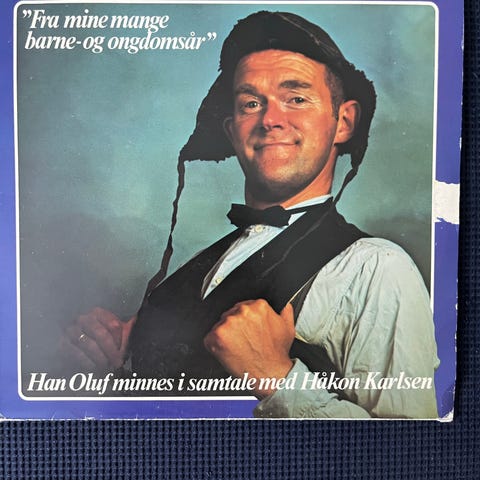 "Fra mine mange
barne-og ongdomsår"
Han Oluf minnes i samtale med Håkon Karlsen